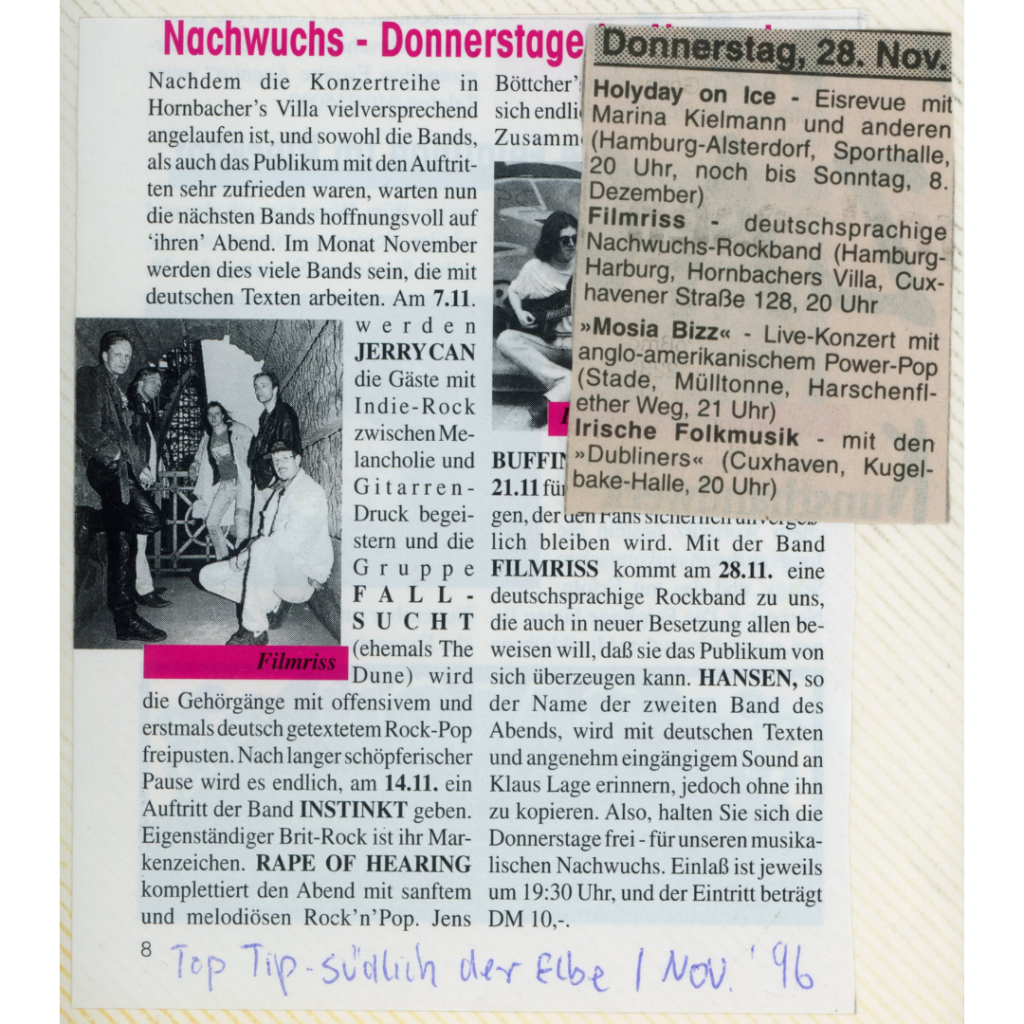 Nachwuchs - Donnerstage
Nachdem die Konzertreihe in
Hornbacher's Villa vielversprechend
angelaufen ist, und sowohl die Bands,
als auch das Publikum mit den Auftrit-
ten sehr zufrieden waren, warten nun
die nächsten Bands hoffnungsvoll auf
'ihren' Abend. Im Monat November
werden dies viele Bands sein, die mit
deutschen Texten arbeiten. Am 7.11.
werden
JERRYCAN
die Gäste mit
Indie-Rock
zwischen Me-
lancholie und
Gitarren-
Druck begei-
stern und die
Gruppe
FALL-
SUCHT
(ehemals The
Dune) wird
Filmriss
die Gehörgänge mit offensivem und
erstmals deutsch getextetem Rock-Pop
freipusten. Nach langer schöpferischer
Pause wird es endlich, am 14.11. ein
Auftritt der Band INSTINKT geben.
Eigenständiger Brit-Rock ist ihr Mar-
kenzeichen. RAPE OF HEARING
komplettiert den Abend mit sanftem
und melodiösen Rock'n'Pop. Jens
Böttcher's
sich endli
Zusamm
BUFFIN
21.11 für
gen, der den Fans sicherlich unvergeß-
lich bleiben wird. Mit der Band
FILMRISS kommt am 28.11. eine
deutschsprachige Rockband zu uns,
die auch in neuer Besetzung allen be-
weisen will, daß sie das Publikum von
sich überzeugen kann. HANSEN, so
der Name der zweiten Band des
Abends, wird mit deutschen Texten
und angenehm eingängigem Sound an
Klaus Lage erinnern, jedoch ohne ihn
zu kopieren. Also, halten Sie sich die
Donnerstage frei - für unseren musika-
lischen Nachwuchs. Einlaß ist jeweils
um 19:30 Uhr, und der Eintritt beträgt
DM 10,-.
8
Top Tip - südlich der Elbe / Nov. '96
Donnerstag, 28. Nov.
Holyday on Ice - Eisrevue mit
Marina Kielmann und anderen
(Hamburg-Alsterdorf, Sporthalle,
20 Uhr, noch bis Sonntag, 8.
Dezember)
Filmriss - deutschsprachige
Nachwuchs-Rockband (Hamburg-
Harburg, Hornbachers Villa, Cux-
havener Straße 128, 20 Uhr
»Mosia Bizz« - Live-Konzert mit
anglo-amerikanischem Power-Pop
(Stade, Mülltonne, Harschenfl-
ether Weg, 21 Uhr)
Irische Folkmusik - mit den
»Dubliners« (Cuxhaven, Kugel-
bake-Halle, 20 Uhr)